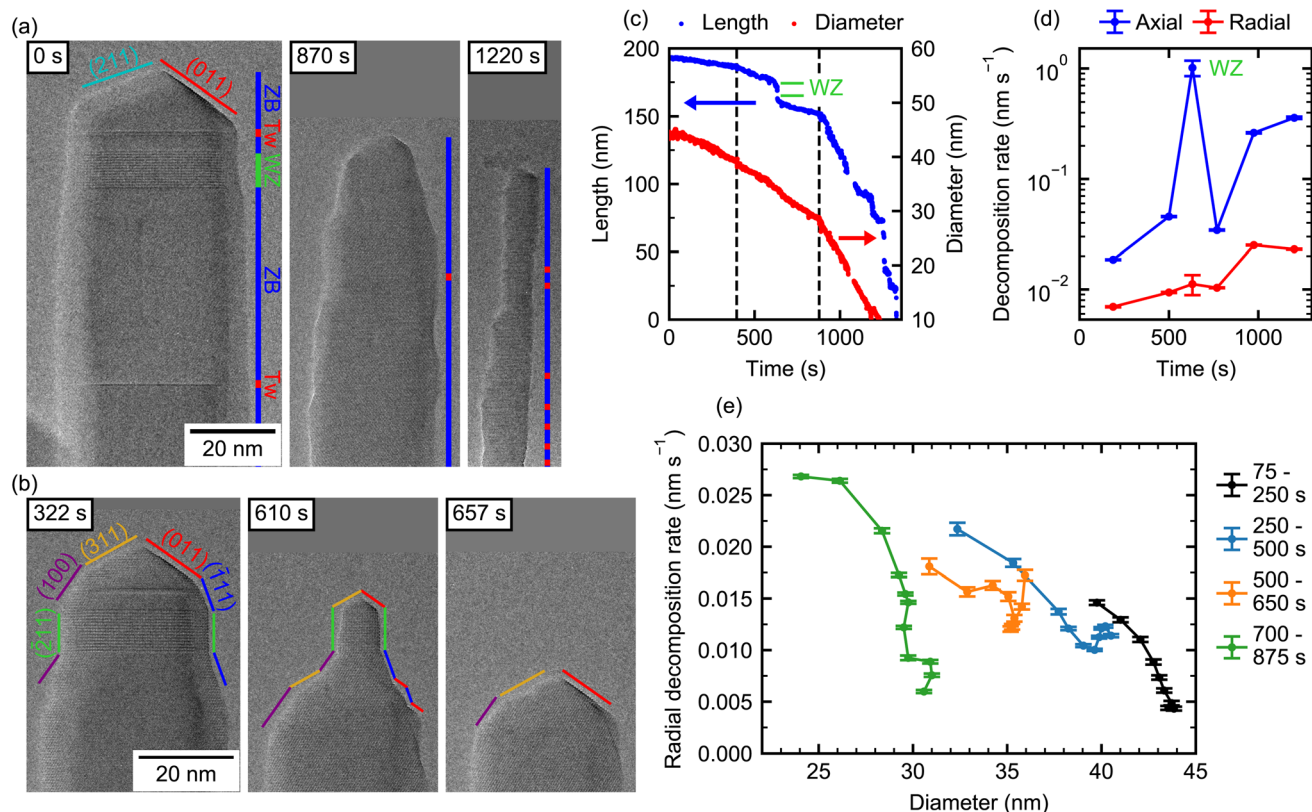 (a)
0 s
(211)
(011)
ZB
Tw
WZ
ZB
Tw
20 nm
870 s
1220 s
(b)
322 s
(100)
(311)
(011)
(1̄11)
(2̄11)
20 nm
610 s
657 s
(c)
Length
Diameter
200
150
100
50
0
Length (nm)
60
50
40
30
20
10
Diameter (nm)
WZ
0
500
1000
Time (s)
(d)
Axial
Radial
WZ
10⁰
10⁻¹
10⁻²
Decomposition rate (nm s⁻¹)
0
500
1000
Time (s)
(e)
0.030
0.025
0.020
0.015
0.010
0.005
0.000
Radial decomposition rate (nm s⁻¹)
25
30
35
40
45
Diameter (nm)
75 -
250 s
250 -
500 s
500 -
650 s
700 -
875 s